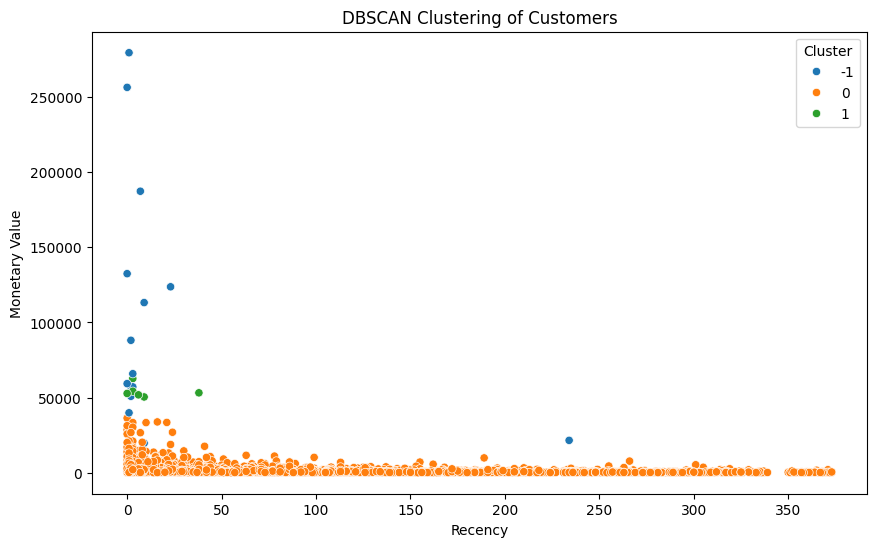 DBSCAN Clustering of Customers
Cluster
-1
0
1
Monetary Value
250000
200000
150000
100000
50000
0
0 50 100 150 200 250 300 350
Recency